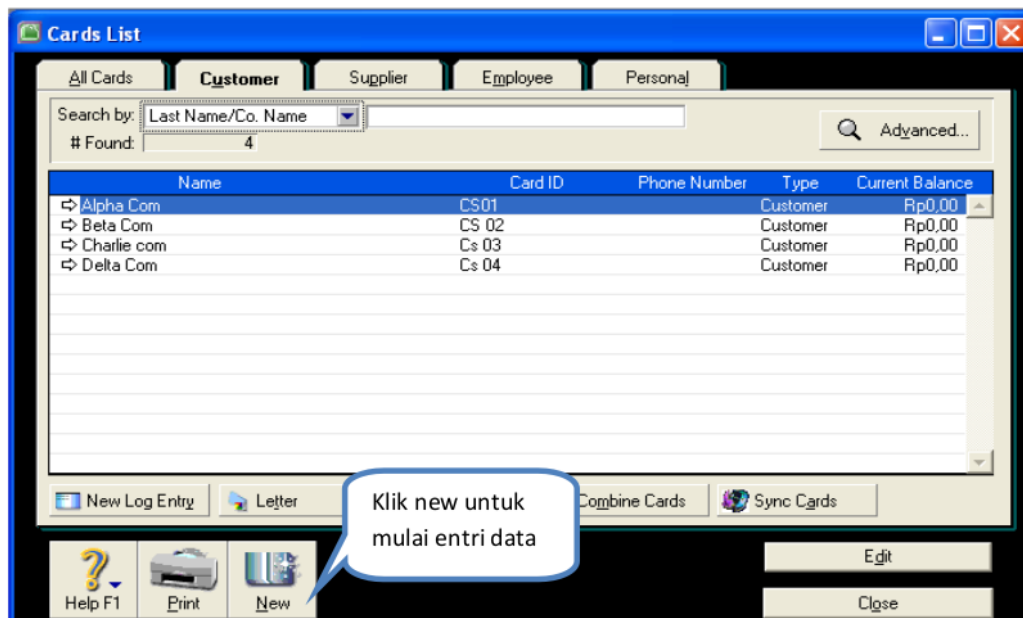 Cards List
All Cards Customer Supplier Employee Personal
Search by: Last Name/Co. Name
# Found: 4
Advanced...
Name Card ID Phone Number Type Current Balance
Alpha Com CS01 Customer Rp0,00
Beta Com CS 02 Customer Rp0,00
Charlie com Cs 03 Customer Rp0,00
Delta Com Cs 04 Customer Rp0,00
New Log Entry Letter Combine Cards Sync Cards
Klik new untuk
mulai entri data
Edit
Help F1 Print New Close